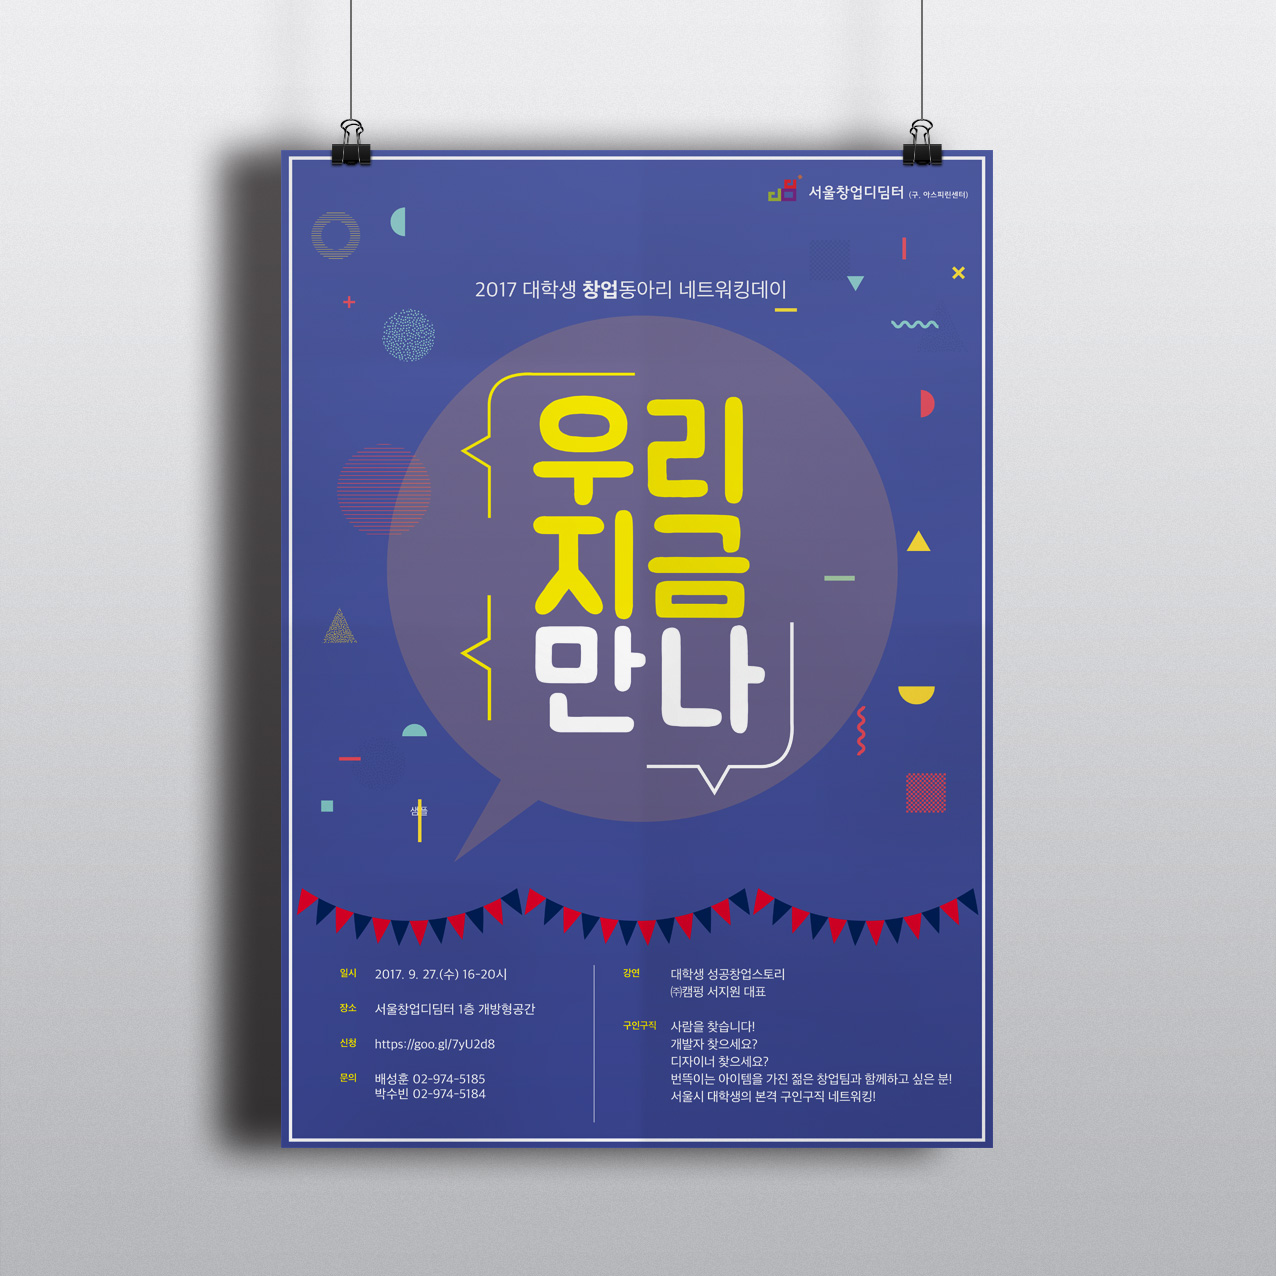 서울창업디딤터 (구. 아스피린센터)
2017 대학생 창업동아리 네트워킹데이
우리
지금
만나
샘플
일시 2017. 9. 27.(수) 16-20시
장소 서울창업디딤터 1층 개방형공간
신청 https://goo.gl/7yU2d8
문의 배성훈 02-974-5185
박수빈 02-974-5184
강연 대학생 성공창업스토리
㈜캠펑 서지원 대표
구인구직 사람을 찾습니다!
개발자 찾으세요?
디자이너 찾으세요?
번뜩이는 아이템을 가진 젊은 창업팀과 함께하고 싶은 분!
서울시 대학생의 본격 구인구직 네트워킹!